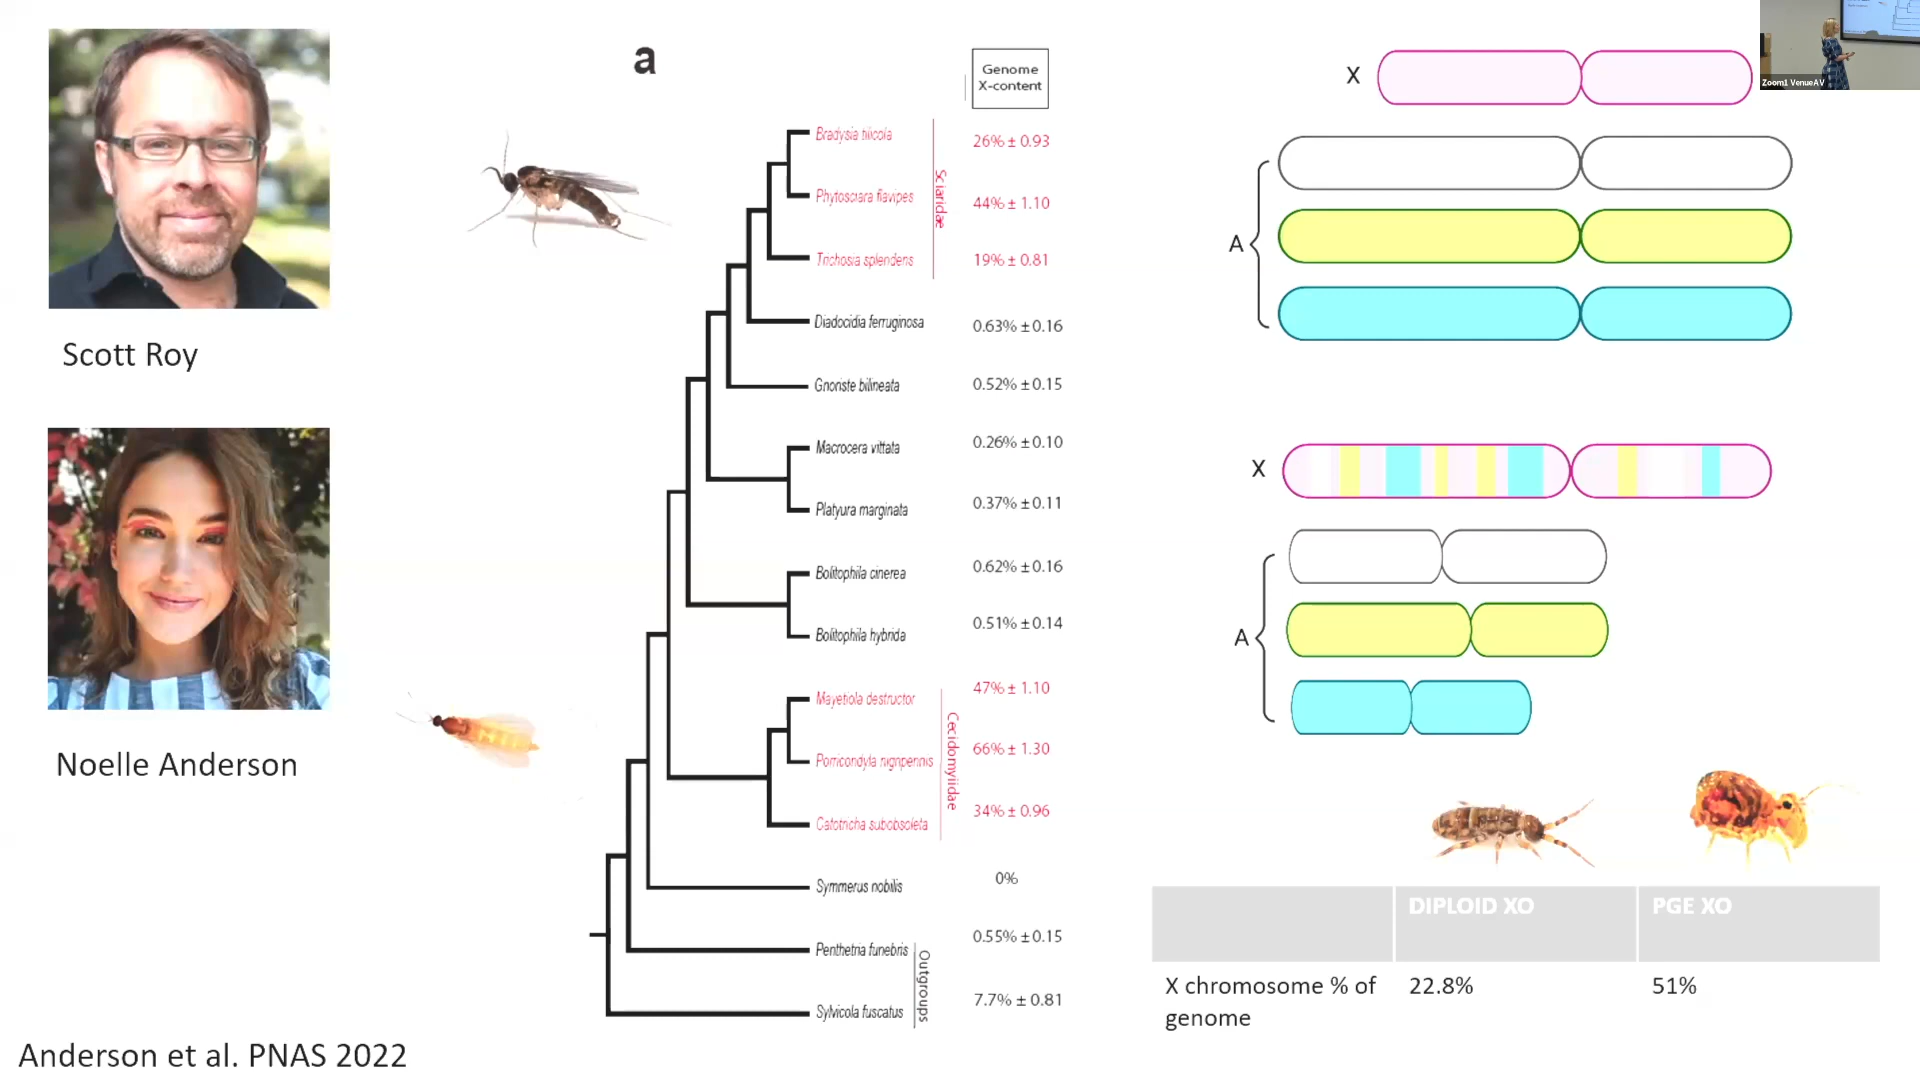 Scott Roy
Noelle Anderson
Anderson et al. PNAS 2022
a
Genome
X-content
Bradysia tilicola
26% ± 0.93
Phytosciara flavipes
44% ± 1.10
Trichosia splendens
19% ± 0.81
Sciaridae
Diadocidia ferruginosa
0.63% ± 0.16
Gnoriste bilineata
0.52% ± 0.15
Macrocera vittata
0.26% ± 0.10
Platyura marginata
0.37% ± 0.11
Bolitophila cinerea
0.62% ± 0.16
Bolitophila hybrida
0.51% ± 0.14
Mayetiola destructor
47% ± 1.10
Porricondyla nigripennis
66% ± 1.30
Catotricha subobsoleta
34% ± 0.96
Cecidomyiidae
Symmerus nobilis
0%
Penthetria funebris
0.55% ± 0.15
Sylvicola fuscatus
7.7% ± 0.81
Outgroups
X
A
X
A
DIPLOID XO
PGE XO
X chromosome % of
genome
22.8%
51%
Zoom1 VenueAV